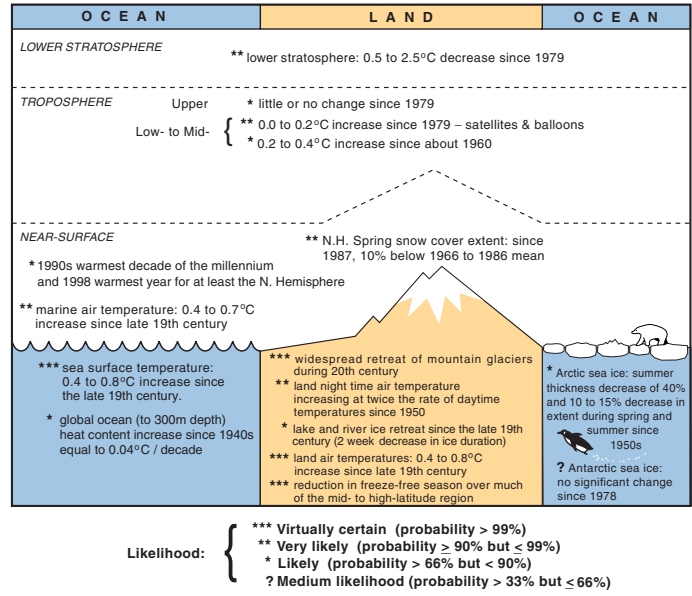 OCEAN LAND OCEAN
LOWER STRATOSPHERE
** lower stratosphere: 0.5 to 2.5°C decrease since 1979
TROPOSPHERE
Upper * little or no change since 1979
Low- to Mid- { ** 0.0 to 0.2°C increase since 1979 – satellites & balloons
* 0.2 to 0.4°C increase since about 1960
NEAR-SURFACE
** N.H. Spring snow cover extent: since
1987, 10% below 1966 to 1986 mean
* 1990s warmest decade of the millennium
and 1998 warmest year for at least the N. Hemisphere
** marine air temperature: 0.4 to 0.7°C
increase since late 19th century
*** sea surface temperature:
0.4 to 0.8°C increase since
the late 19th century.
* global ocean (to 300m depth)
heat content increase since 1940s
equal to 0.04°C / decade
*** widespread retreat of mountain glaciers
during 20th century
** land night time air temperature
increasing at twice the rate of daytime
temperatures since 1950
* lake and river ice retreat since the late 19th
century (2 week decrease in ice duration)
*** land air temperatures: 0.4 to 0.8°C
increase since late 19th century
*** reduction in freeze-free season over much
of the mid- to high-latitude region
* Arctic sea ice: summer
thickness decrease of 40%
and 10 to 15% decrease in
extent during spring and
summer since
1950s
? Antarctic sea ice:
no significant change
since 1978
Likelihood: { *** Virtually certain (probability > 99%)
** Very likely (probability ≥ 90% but ≤ 99%)
* Likely (probability > 66% but < 90%)
? Medium likelihood (probability > 33% but ≤ 66%)